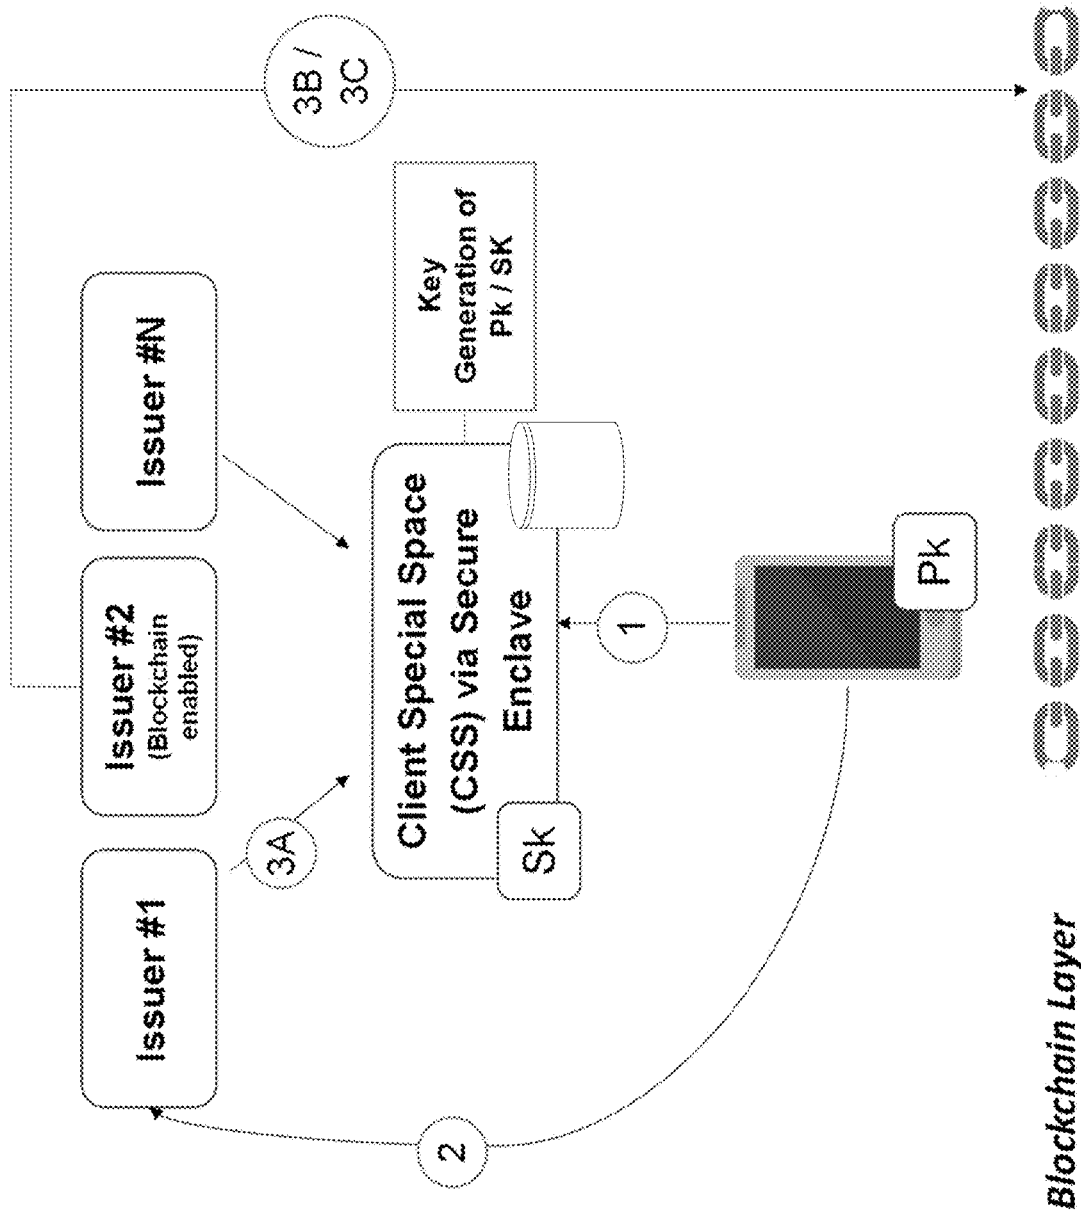 Issuer #1
Issuer #2
(Blockchain
enabled)
Issuer #N
3B /
3C
3A
Client Special Space
(CSS) via Secure
Enclave
Sk
Key
Generation of
Pk / SK
2
1
Pk
Blockchain Layer